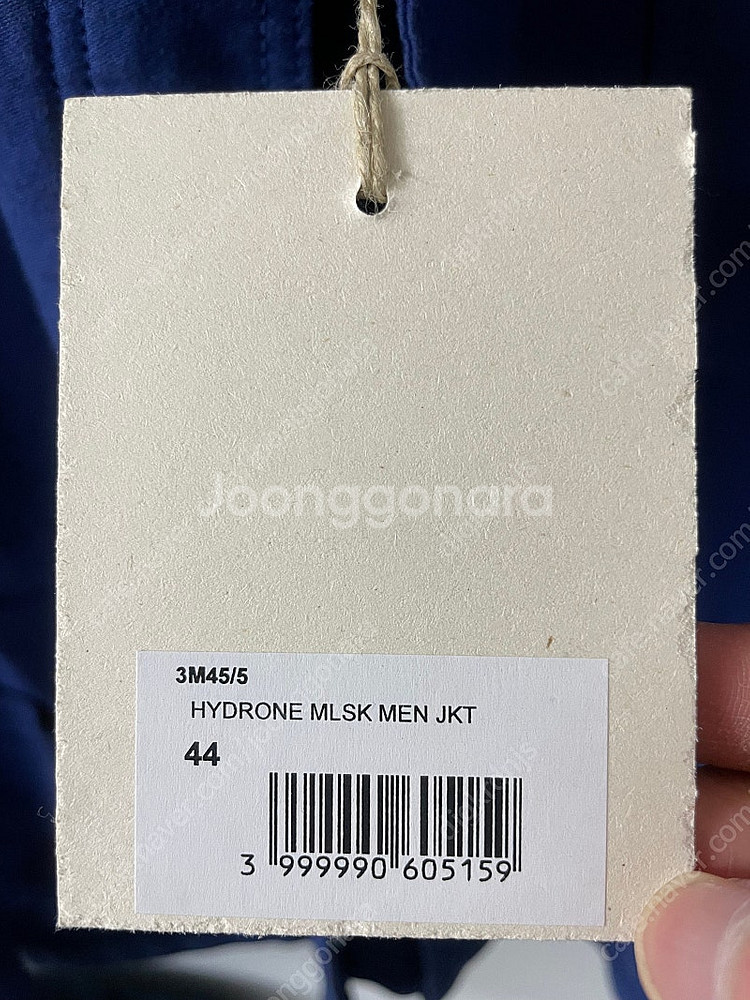 Joonggonara
3M45/5
HYDRONE MLSK MEN JKT
44
3 999990 605159